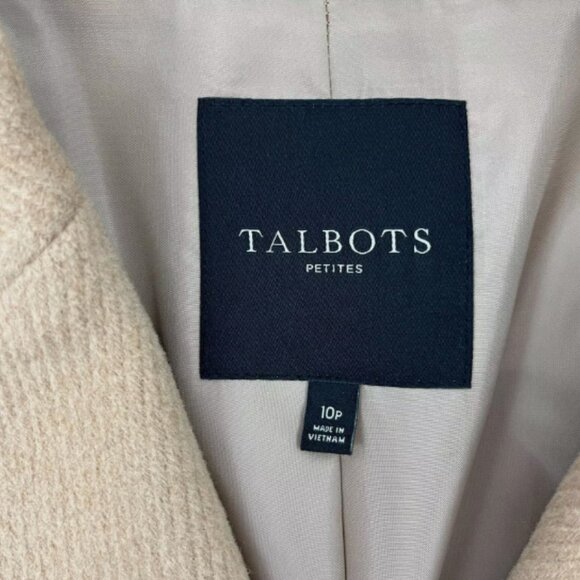 TALBOTS
PETITES
10P
MADE IN
VIETNAM